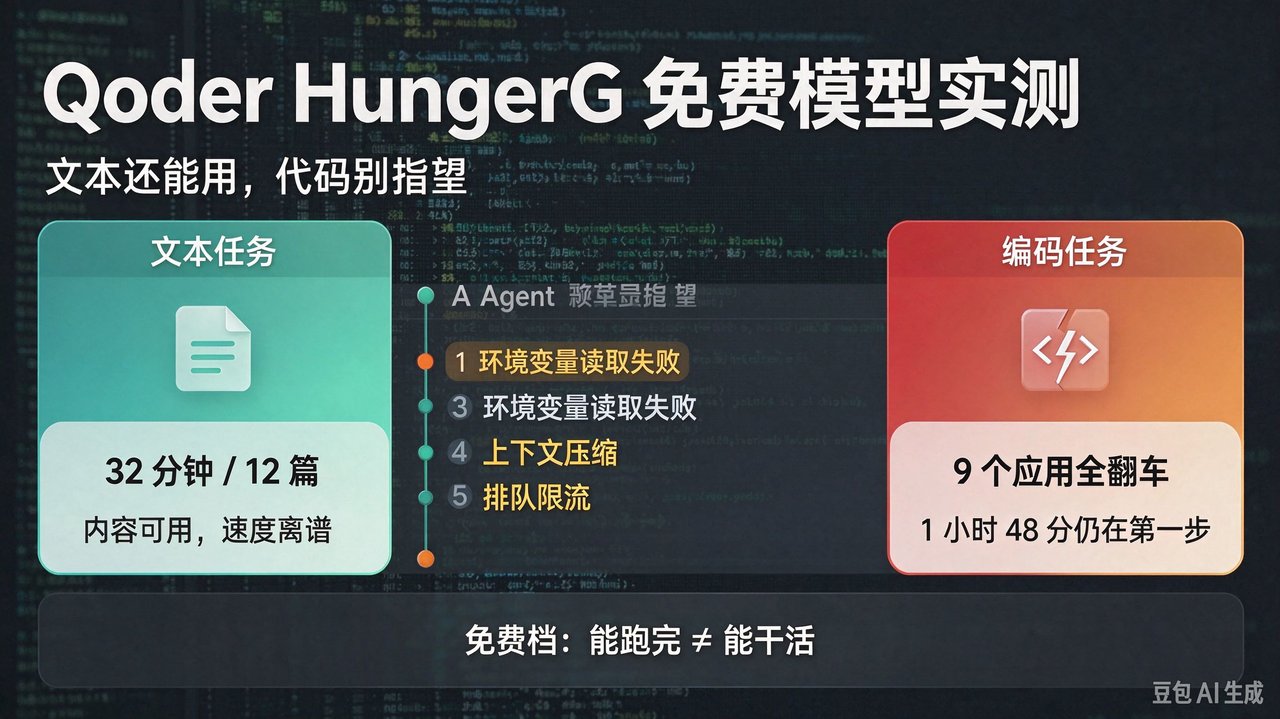 Qoder HungerG 免费模型实测
文本还能用，代码别指望
文本任务
32 分钟 / 12 篇
内容可用，速度离谱
A Agent
1 环境变量读取失败
3 环境变量读取失败
4 上下文压缩
5 排队限流
编码任务
</>
9 个应用全翻车
1 小时 48 分仍在第一步
免费档：能跑完 ≠ 能干活
豆包 AI 生成